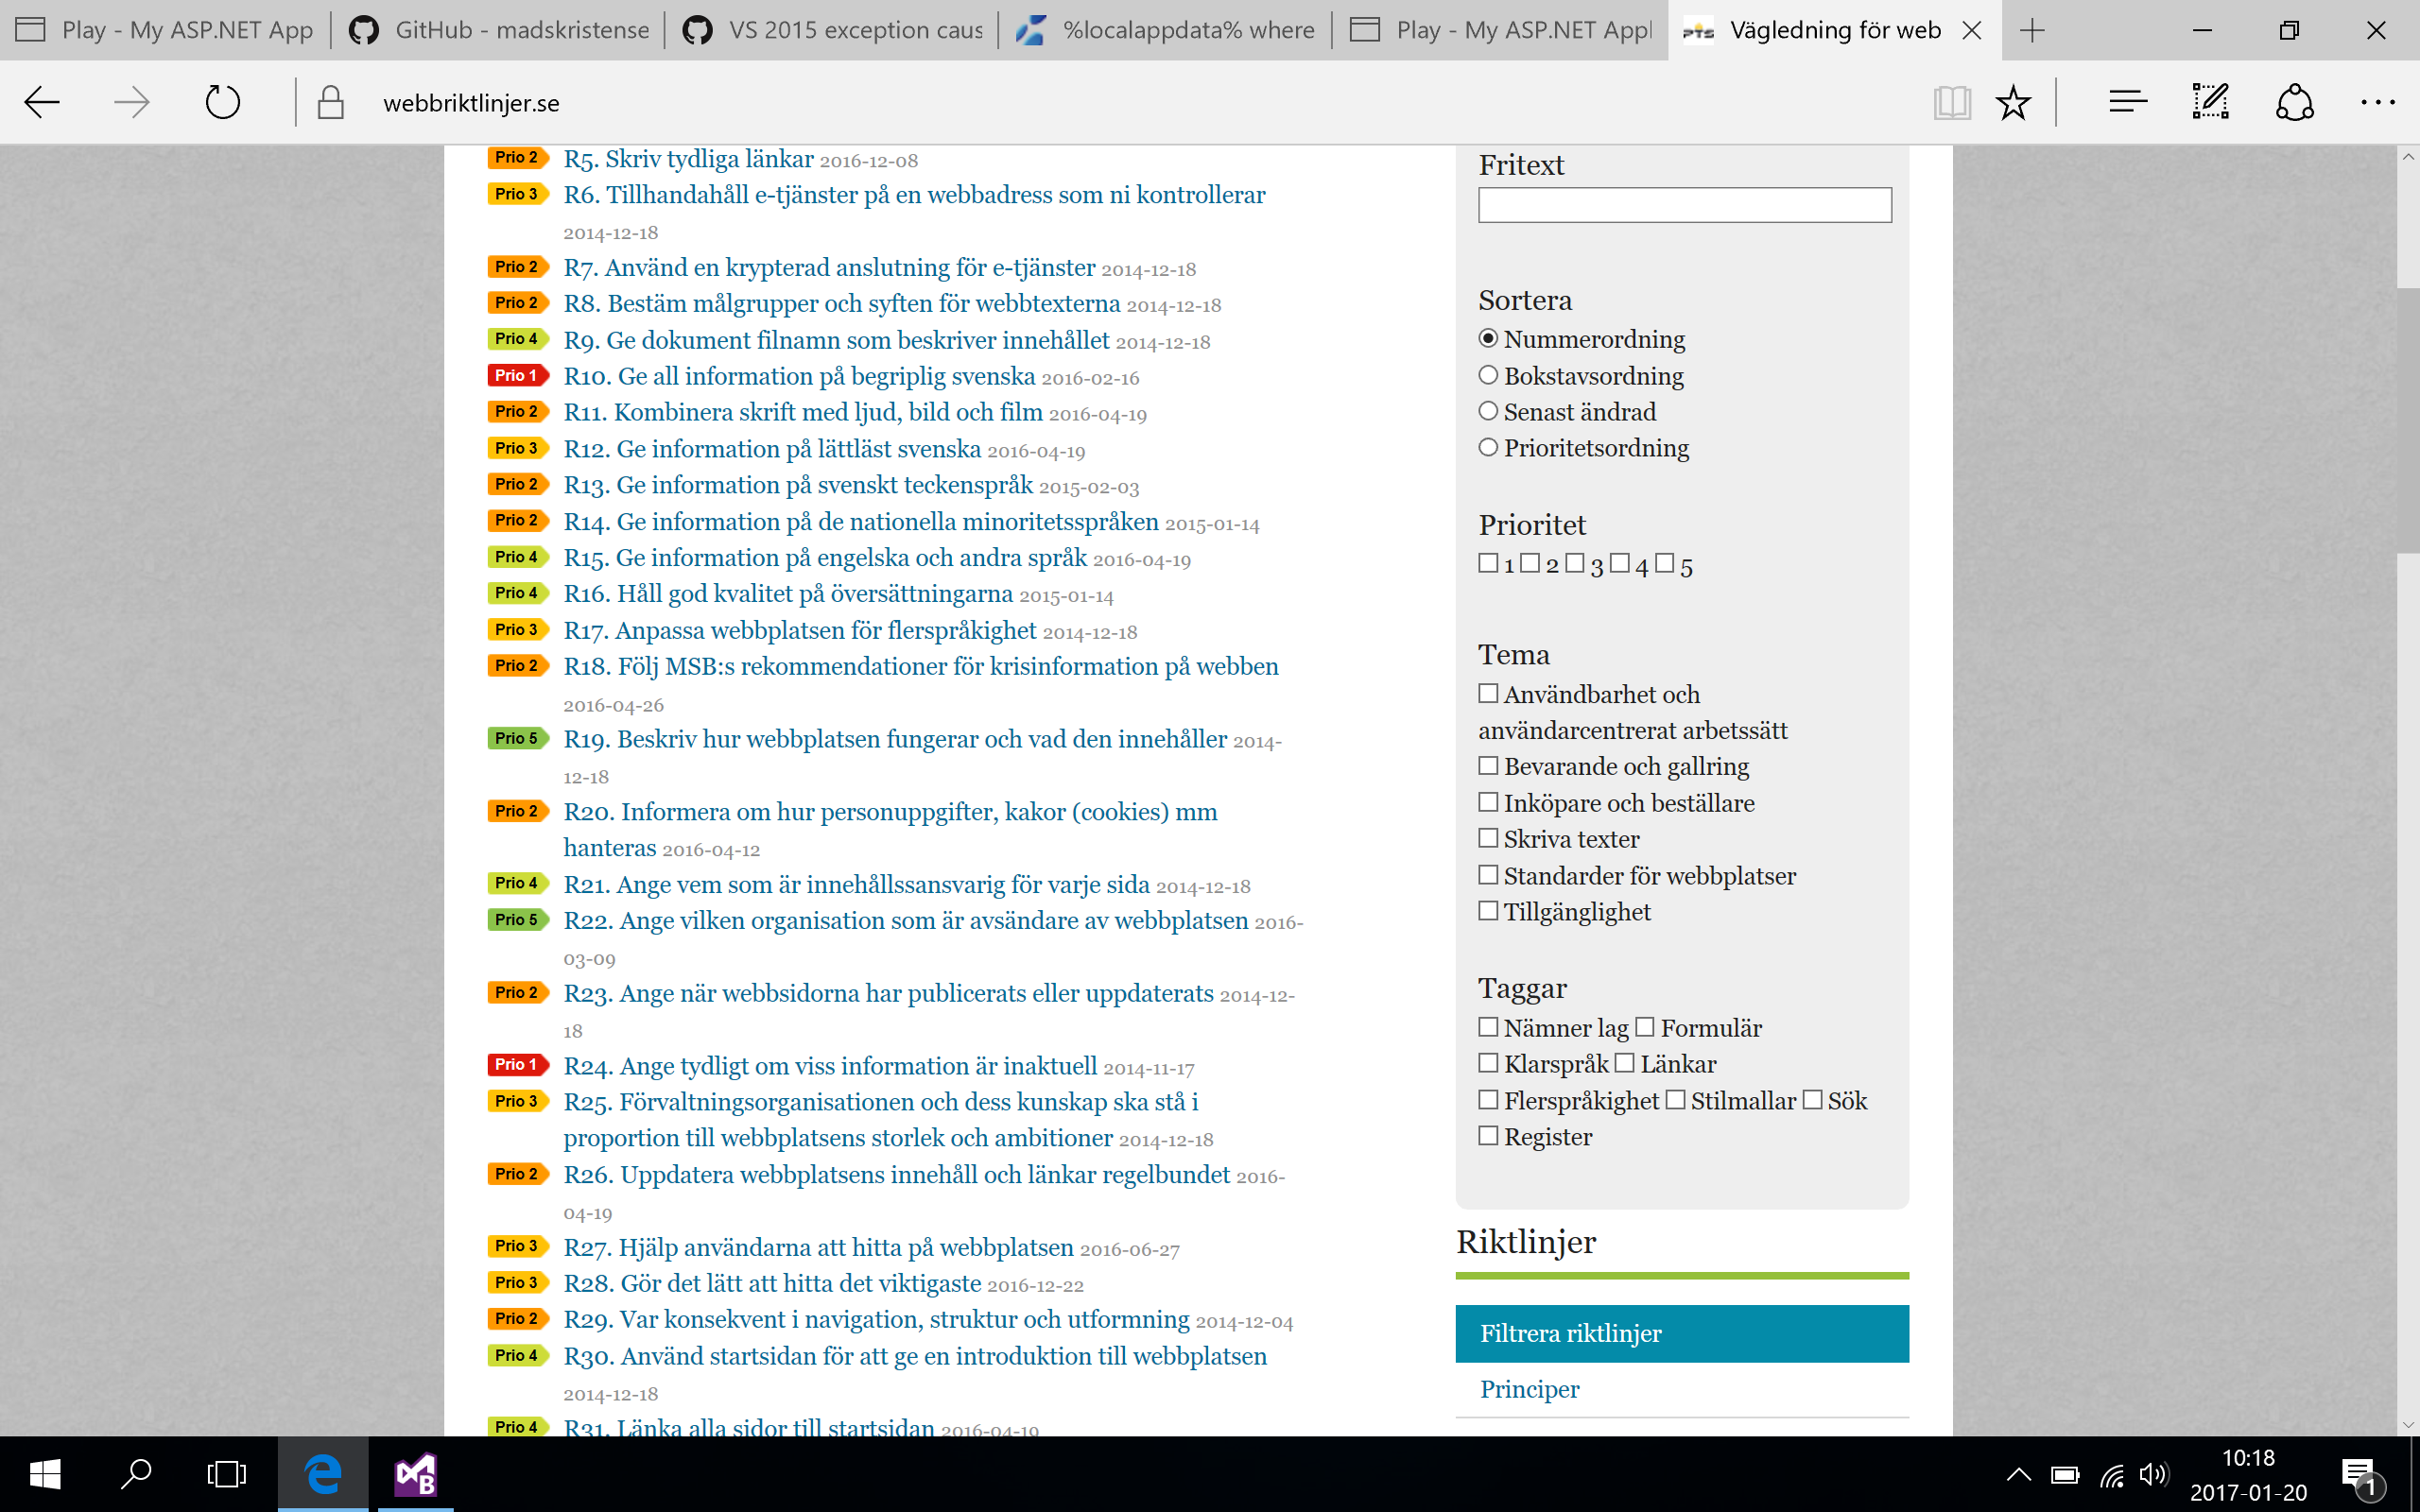 Play - My ASP.NET App
GitHub - madskristense
VS 2015 exception caus
%localappdata% where
Play - My ASP.NET Appl
PTS
Vägledning för web
webbriktlinjer.se
Prio 2 R5. Skriv tydliga länkar 2016-12-08
Prio 3 R6. Tillhandahåll e-tjänster på en webbadress som ni kontrollerar
2014-12-18
Prio 2 R7. Använd en krypterad anslutning för e-tjänster 2014-12-18
Prio 2 R8. Bestäm målgrupper och syften för webbtexterna 2014-12-18
Prio 4 R9. Ge dokument filnamn som beskriver innehållet 2014-12-18
Prio 1 R10. Ge all information på begriplig svenska 2016-02-16
Prio 2 R11. Kombinera skrift med ljud, bild och film 2016-04-19
Prio 3 R12. Ge information på lättläst svenska 2016-04-19
Prio 2 R13. Ge information på svenskt teckenspråk 2015-02-03
Prio 2 R14. Ge information på de nationella minoritetsspråken 2015-01-14
Prio 4 R15. Ge information på engelska och andra språk 2016-04-19
Prio 4 R16. Håll god kvalitet på översättningarna 2015-01-14
Prio 3 R17. Anpassa webbplatsen för flerspråkighet 2014-12-18
Prio 2 R18. Följ MSB:s rekommendationer för krisinformation på webben
2016-04-26
Prio 5 R19. Beskriv hur webbplatsen fungerar och vad den innehåller 2014-
12-18
Prio 2 R20. Informera om hur personuppgifter, kakor (cookies) mm
hanteras 2016-04-12
Prio 4 R21. Ange vem som är innehållssansvarig för varje sida 2014-12-18
Prio 5 R22. Ange vilken organisation som är avsändare av webbplatsen 2016-
03-09
Prio 2 R23. Ange när webbsidorna har publicerats eller uppdaterats 2014-12-
18
Prio 1 R24. Ange tydligt om viss information är inaktuell 2014-11-17
Prio 3 R25. Förvaltningsorganisationen och dess kunskap ska stå i
proportion till webbplatsens storlek och ambitioner 2014-12-18
Prio 2 R26. Uppdatera webbplatsens innehåll och länkar regelbundet 2016-
04-19
Prio 3 R27. Hjälp användarna att hitta på webbplatsen 2016-06-27
Prio 3 R28. Gör det lätt att hitta det viktigaste 2016-12-22
Prio 2 R29. Var konsekvent i navigation, struktur och utformning 2014-12-04
Prio 4 R30. Använd startsidan för att ge en introduktion till webbplatsen
2014-12-18
Prio 4 R31. Länka alla sidor till startsidan 2016-04-19
Fritext
Sortera
Nummerordning
Bokstavsordning
Senast ändrad
Prioritetsordning
Prioritet
1 2 3 4 5
Tema
Användbarhet och
användarcentrerat arbetssätt
Bevarande och gallring
Inköpare och beställare
Skriva texter
Standarder för webbplatser
Tillgänglighet
Taggar
Nämner lag Formulär
Klarspråk Länkar
Flerspråkighet Stilmallar Sök
Register
Riktlinjer
Filtrera riktlinjer
Principer
B
10:18
2017-01-20
1